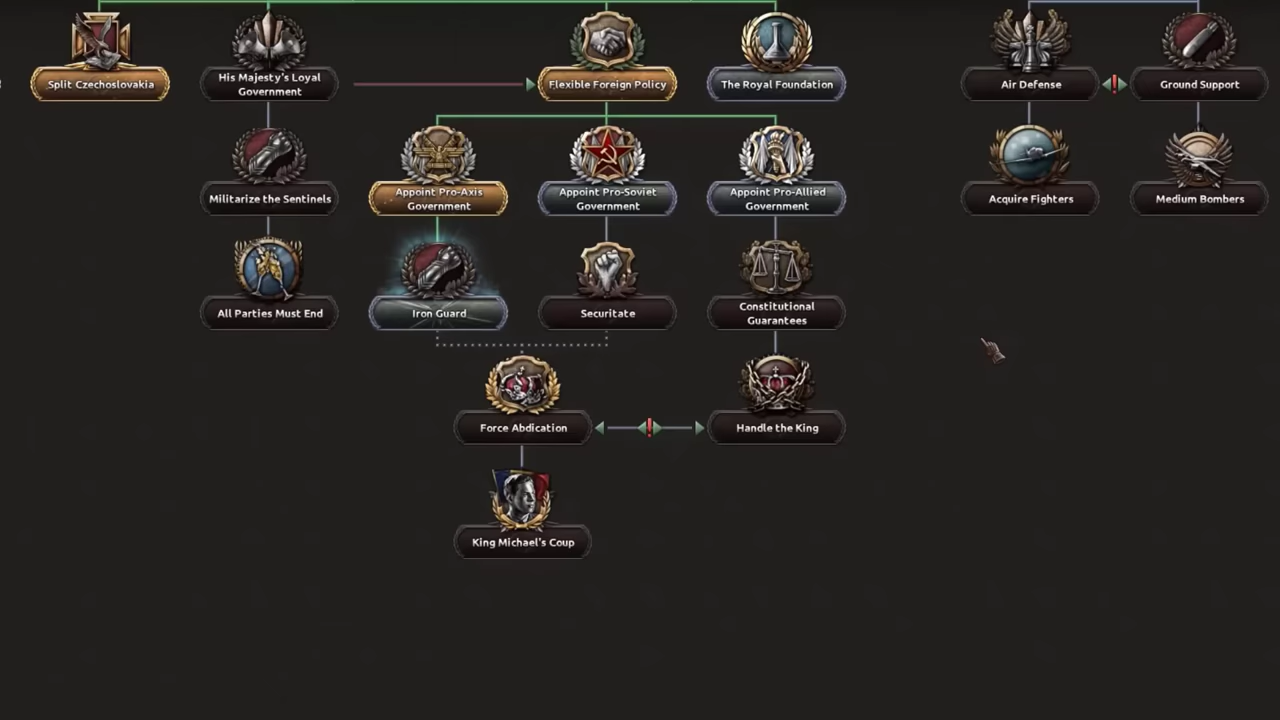 Split Czechoslovakia
His Majesty's Loyal
Government
Flexible Foreign Policy
The Royal Foundation
Air Defense
Ground Support
Militarize the Sentinels
Appoint Pro-Axis
Government
Appoint Pro-Soviet
Government
Appoint Pro-Allied
Government
Acquire Fighters
Medium Bombers
All Parties Must End
Iron Guard
Securitate
Constitutional
Guarantees
Force Abdication
Handle the King
King Michael's Coup